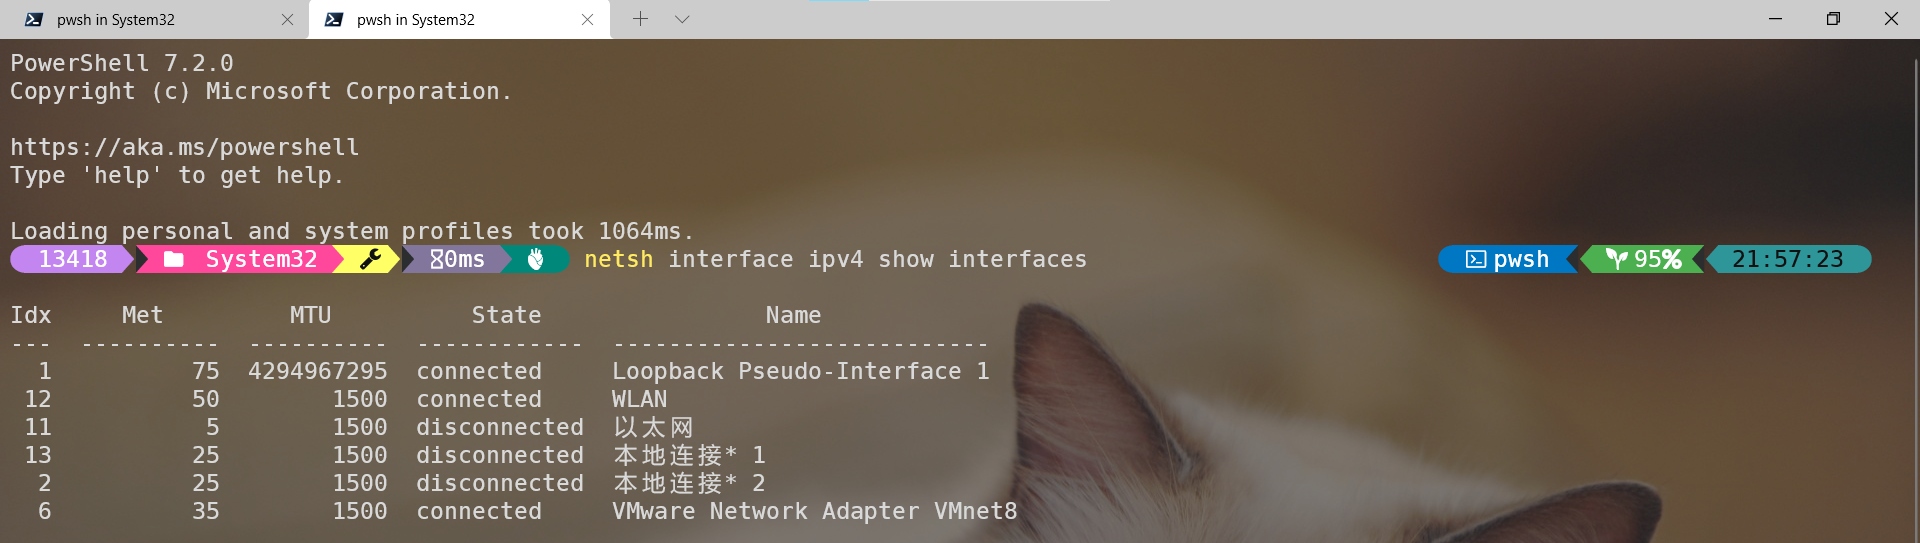 pwsh in System32 pwsh in System32
PowerShell 7.2.0
Copyright (c) Microsoft Corporation.
https://aka.ms/powershell
Type 'help' to get help.
Loading personal and system profiles took 1064ms.
13418 System32 0ms netsh interface ipv4 show interfaces pwsh 95% 21:57:23
Idx Met MTU State Name
--- ---------- ---------- ------------ ---------------------------
1 75 4294967295 connected Loopback Pseudo-Interface 1
12 50 1500 connected WLAN
11 5 1500 disconnected 以太网
13 25 1500 disconnected 本地连接* 1
2 25 1500 disconnected 本地连接* 2
6 35 1500 connected VMware Network Adapter VMnet8